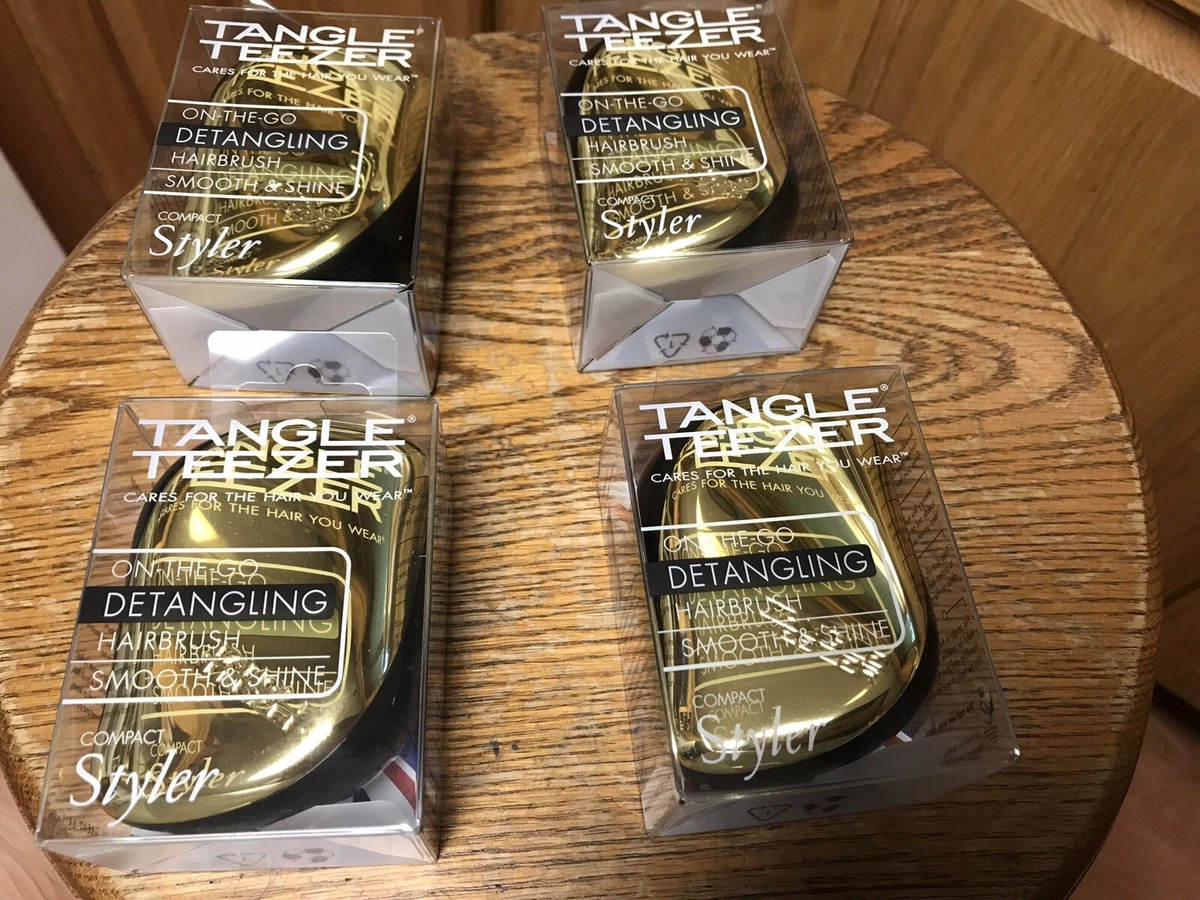 TANGLE
TEEZER
CARES FOR THE HAIR YOU WEAR™
ON-THE-GO
DETANGLING
HAIRBRUSH
SMOOTH & SHINE
COMPACT
Styler
TANGLE
TEEZER
CARES FOR THE HAIR YOU WEAR™
ON-THE-GO
DETANGLING
HAIRBRUSH
SMOOTH & SHINE
COMPACT
Styler
TANGLE®
TEEZER
CARES FOR THE HAIR YOU WEAR™
ON-THE-GO
DETANGLING
HAIRBRUSH
SMOOTH & SHINE
COMPACT
Styler
TANGLE®
TEEZER
CARES FOR THE HAIR YOU WEAR™
ON-THE-GO
DETANGLING
HAIRBRUSH
SMOOTH & SHINE
COMPACT
Styler